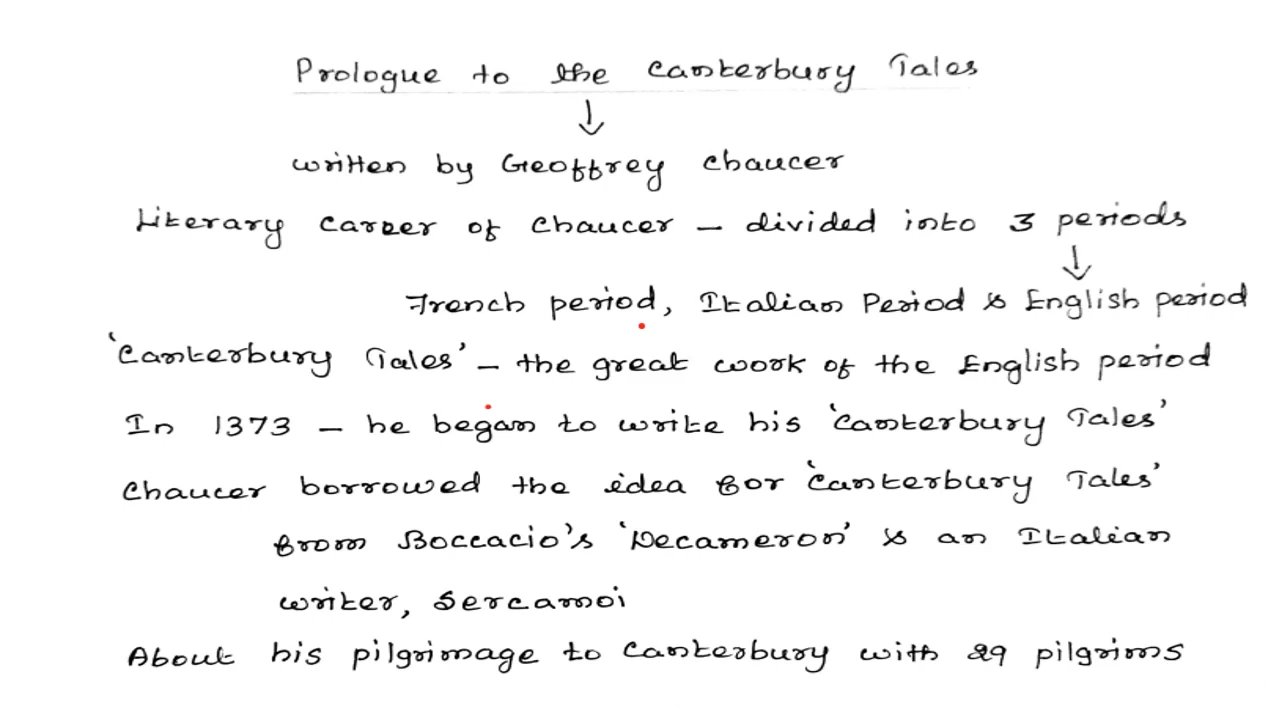 Prologue to the Canterbury Tales
↓
written by Geoffrey Chaucer
Literary Career of Chaucer – divided into 3 periods
↓
French period, Italian Period & English period
'Canterbury Tales' – the great work of the English period
In 1373 – he began to write his 'Canterbury Tales'
Chaucer borrowed the idea for 'Canterbury Tales'
from Boccacio's 'Decameron' & an Italian
writer, Sercamoi
About his pilgrimage to Canterbury with 29 pilgrims